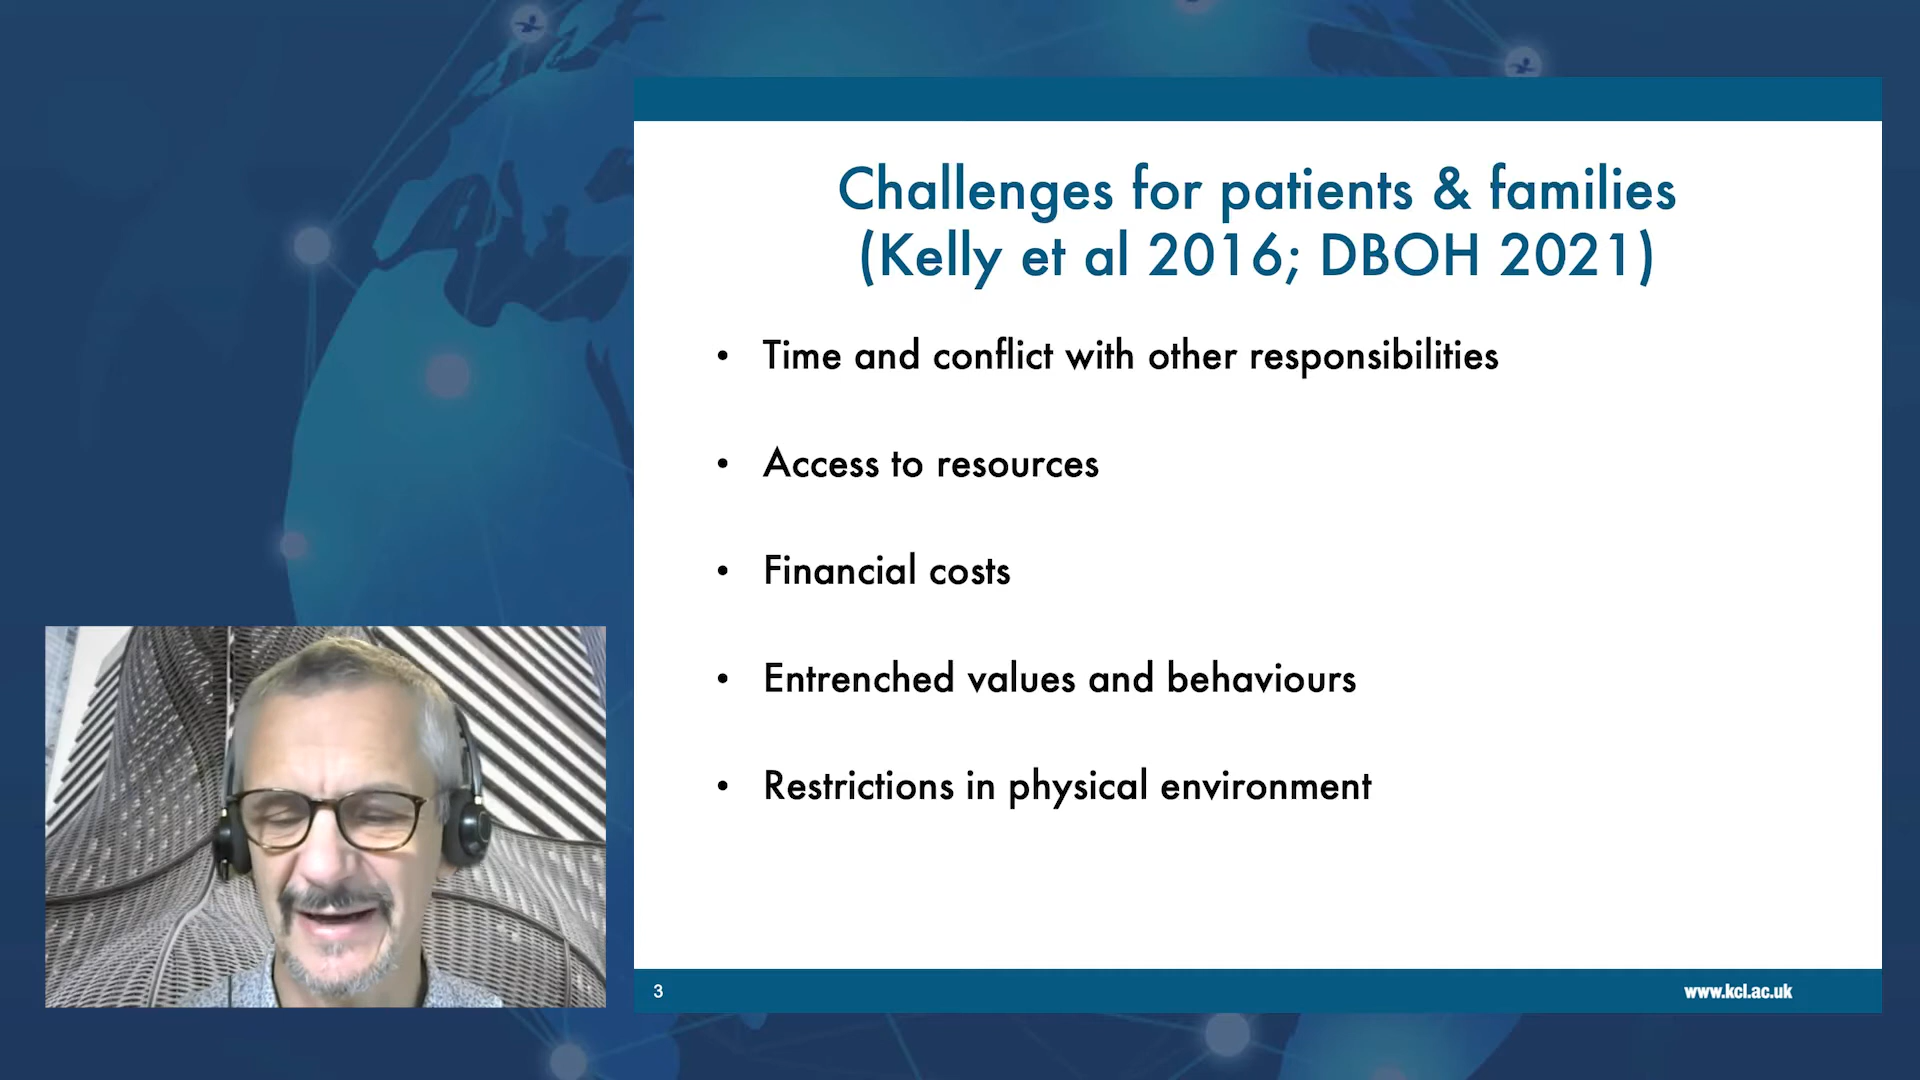 Challenges for patients & families
(Kelly et al 2016; DBOH 2021)
• Time and conflict with other responsibilities
• Access to resources
• Financial costs
• Entrenched values and behaviours
• Restrictions in physical environment
3
www.kcl.ac.uk